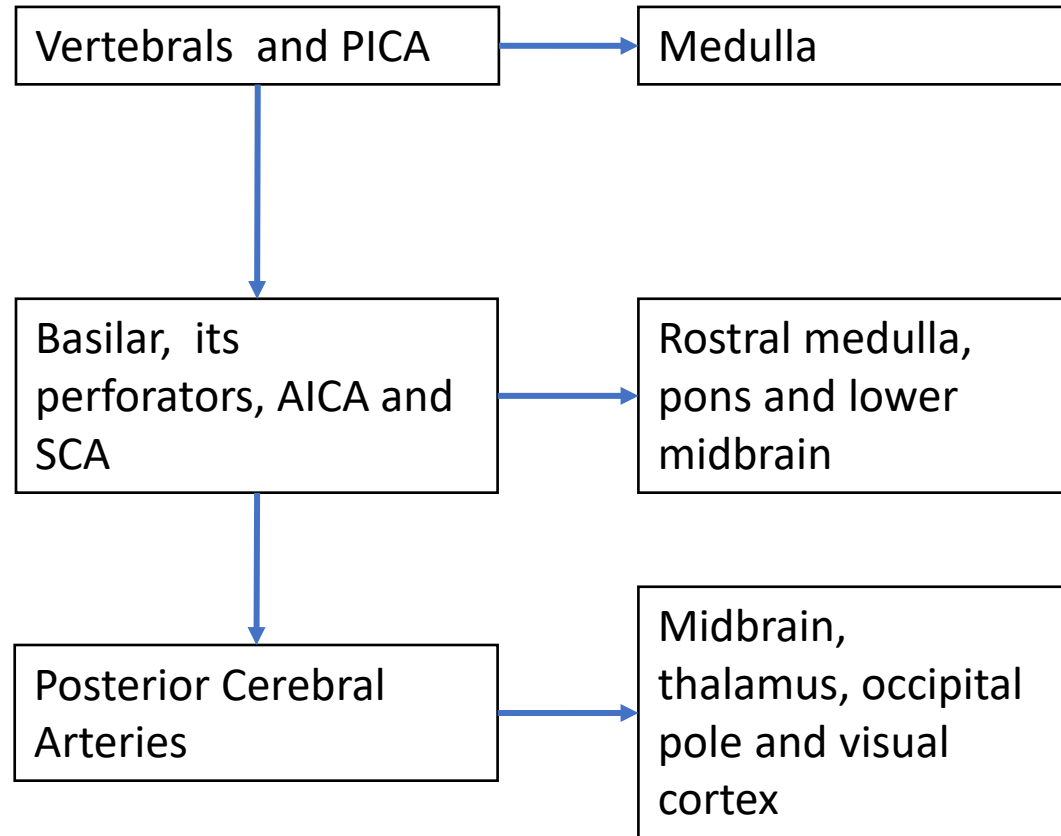 Vertebrals  and PICA
Medulla
Basilar,  its
perforators, AICA and
SCA
Rostral medulla,
pons and lower
midbrain
Posterior Cerebral
Arteries
Midbrain,
thalamus, occipital
pole and visual
cortex